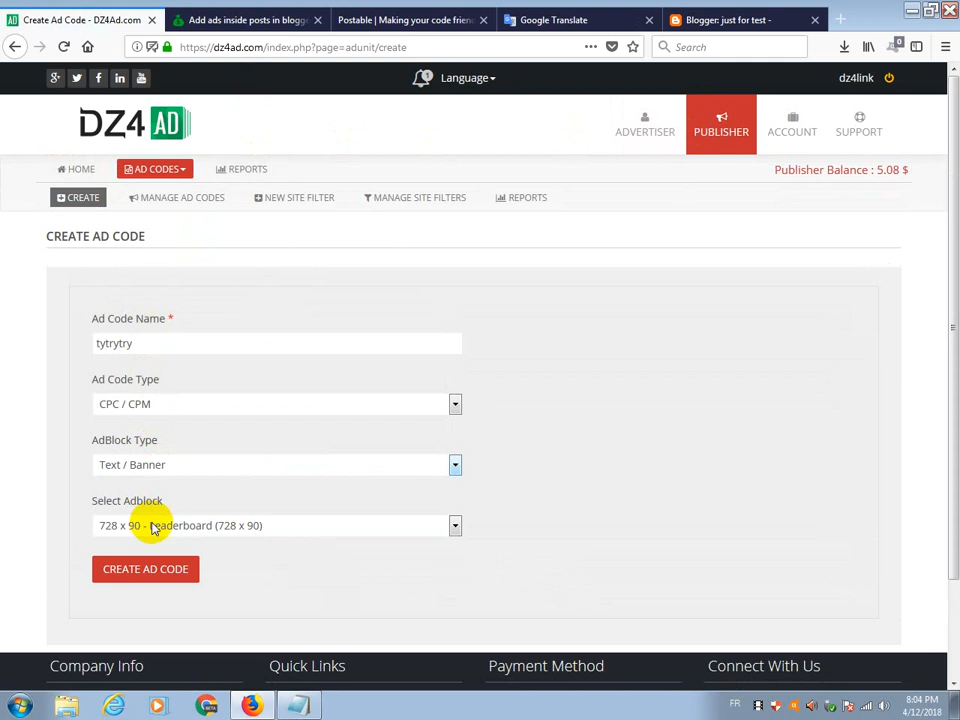 Create Ad Code - DZ4Ad.com
Add ads inside posts in blogge
Postable | Making your code frien
Google Translate
Blogger: just for test -
https://dz4ad.com/index.php?page=adunit/create
Search
Language
dz4link
DZ4 AD
ADVERTISER
PUBLISHER
ACCOUNT
SUPPORT
HOME
AD CODES
REPORTS
Publisher Balance : 5.08 $
CREATE
MANAGE AD CODES
NEW SITE FILTER
MANAGE SITE FILTERS
REPORTS
CREATE AD CODE
Ad Code Name *
tytrytry
Ad Code Type
CPC / CPM
AdBlock Type
Text / Banner
Select Adblock
728 x 90 - Leaderboard (728 x 90)
CREATE AD CODE
Company Info
Quick Links
Payment Method
Connect With Us
FR
8:04 PM
4/12/2018